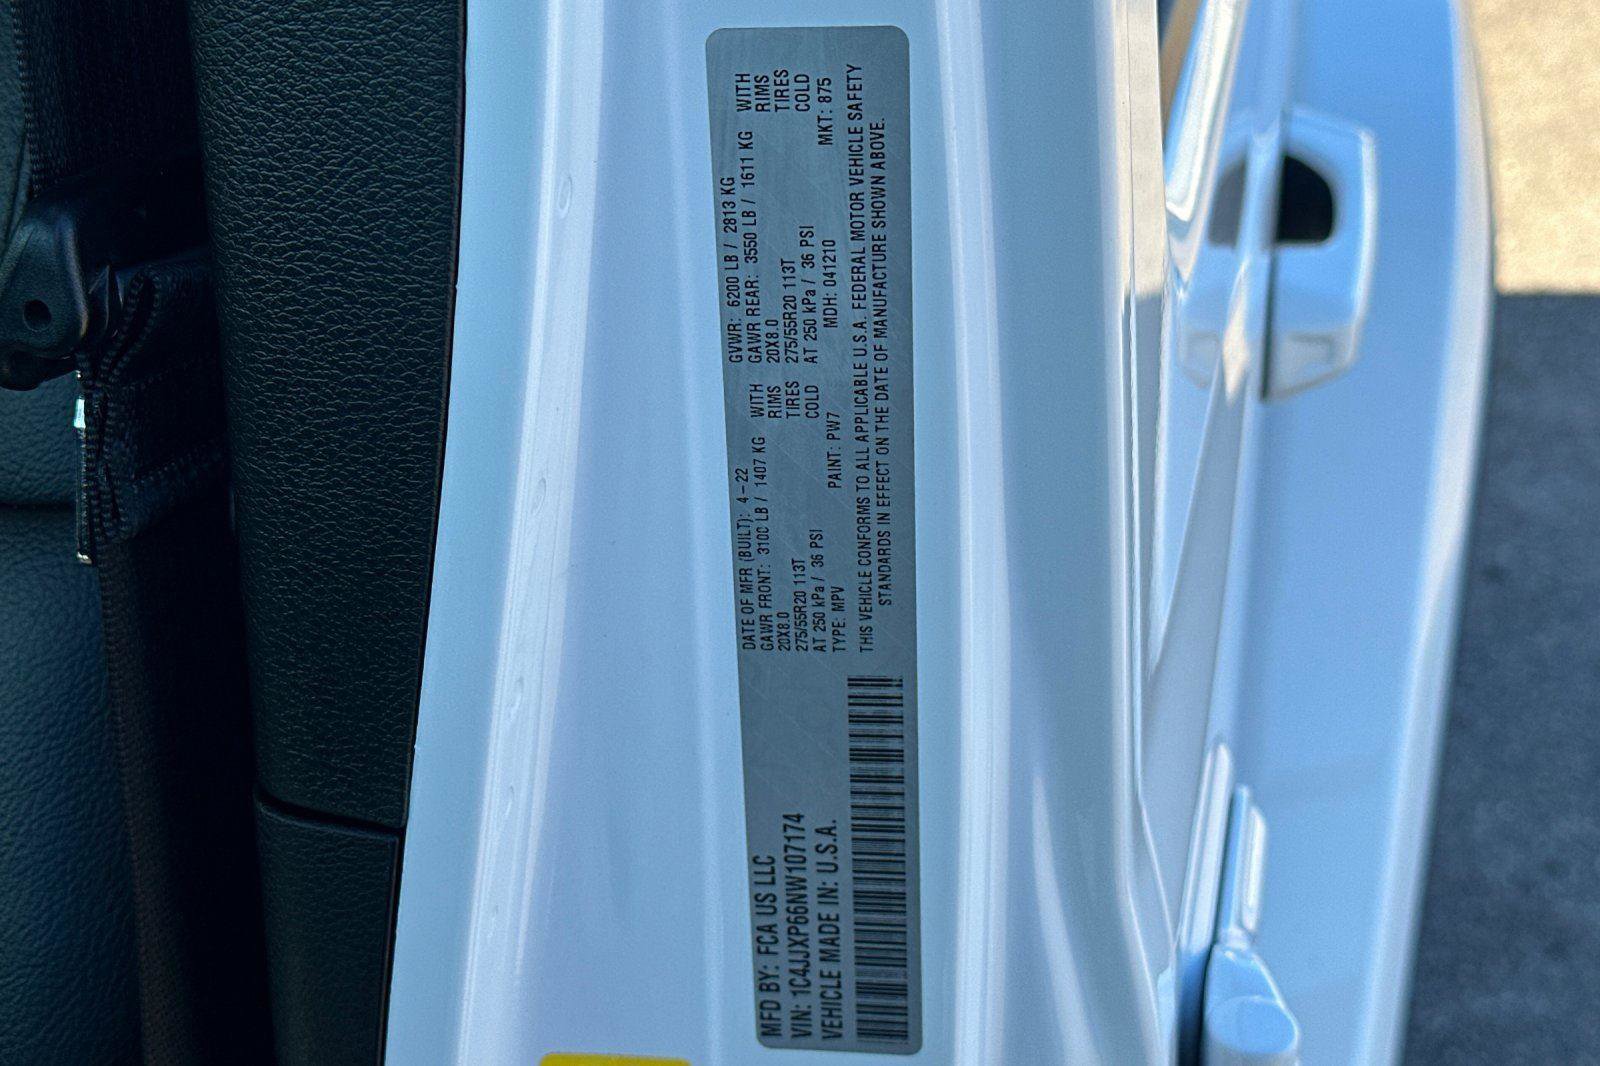 MFD BY: FCA US LLC
VIN: 1C4JJXP66NW107174
VEHICLE MADE IN: U.S.A.
DATE OF MFR (BUILT): 4-22 GVWR: 6200 LB / 2813 KG
GAWR FRONT: 3100 LB / 1407 KG WITH GAWR REAR: 3550 LB / 1611 KG WITH
20X8.0 RIMS 20X8.0 RIMS
275/55R20 113T TIRES 275/55R20 113T TIRES
AT 250 kPa / 36 PSI COLD AT 250 kPa / 36 PSI COLD
TYPE: MPV PAINT: PW7 MDH: 041210 MKT: 875
THIS VEHICLE CONFORMS TO ALL APPLICABLE U.S.A. FEDERAL MOTOR VEHICLE SAFETY
STANDARDS IN EFFECT ON THE DATE OF MANUFACTURE SHOWN ABOVE.